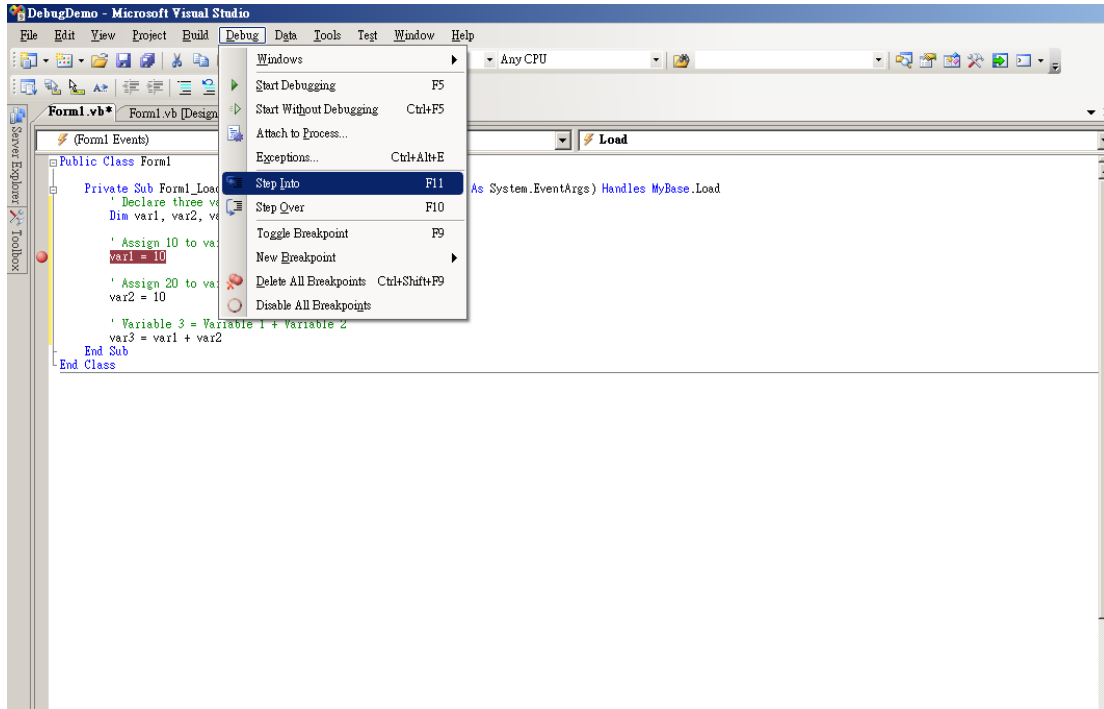 DebugDemo - Microsoft Visual Studio
File Edit View Project Build Debug Data Tools Test Window Help
Windows
Any CPU
Start Debugging F5
Start Without Debugging Ctrl+F5
Attach to Process...
Exceptions... Ctrl+Alt+E
Step Into F11
Step Over F10
Toggle Breakpoint F9
New Breakpoint
Delete All Breakpoints Ctrl+Shift+F9
Disable All Breakpoints
Server Explorer
Toolbox
Form1.vb* Form1.vb [Design
(Form1 Events) Load
Public Class Form1
Private Sub Form1_Load As System.EventArgs) Handles MyBase.Load
' Declare three
Dim var1, var2,
' Assign 10 to
var1 = 10
' Assign 20 to
var2 = 10
' Variable 3 = Variable 1 + Variable 2
var3 = var1 + var2
End Sub
End Class